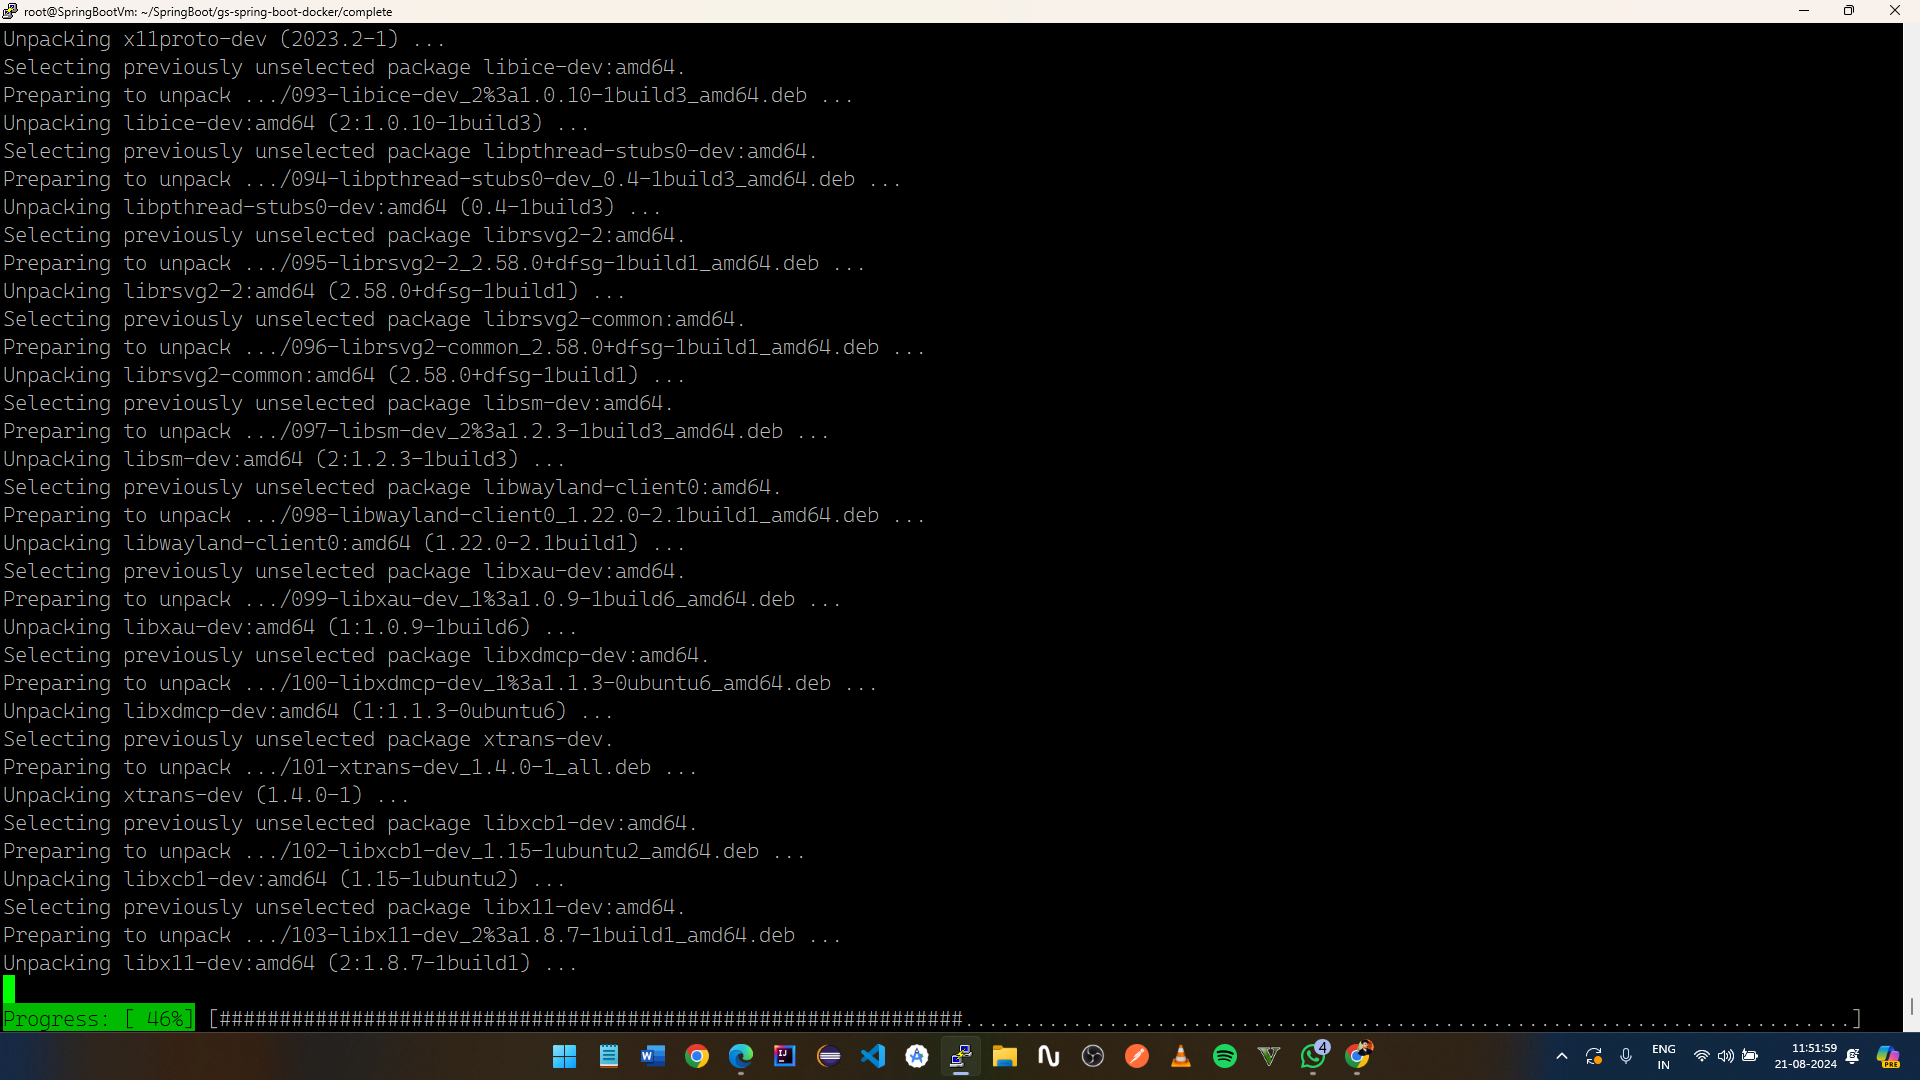 root@SpringBootVm: ~/SpringBoot/gs-spring-boot-docker/complete
Unpacking x11proto-dev (2023.2-1) ...
Selecting previously unselected package libice-dev:amd64.
Preparing to unpack .../093-libice-dev_2%3a1.0.10-1build3_amd64.deb ...
Unpacking libice-dev:amd64 (2:1.0.10-1build3) ...
Selecting previously unselected package libpthread-stubs0-dev:amd64.
Preparing to unpack .../094-libpthread-stubs0-dev_0.4-1build3_amd64.deb ...
Unpacking libpthread-stubs0-dev:amd64 (0.4-1build3) ...
Selecting previously unselected package librsvg2-2:amd64.
Preparing to unpack .../095-librsvg2-2_2.58.0+dfsg-1build1_amd64.deb ...
Unpacking librsvg2-2:amd64 (2.58.0+dfsg-1build1) ...
Selecting previously unselected package librsvg2-common:amd64.
Preparing to unpack .../096-librsvg2-common_2.58.0+dfsg-1build1_amd64.deb ...
Unpacking librsvg2-common:amd64 (2.58.0+dfsg-1build1) ...
Selecting previously unselected package libsm-dev:amd64.
Preparing to unpack .../097-libsm-dev_2%3a1.2.3-1build3_amd64.deb ...
Unpacking libsm-dev:amd64 (2:1.2.3-1build3) ...
Selecting previously unselected package libwayland-client0:amd64.
Preparing to unpack .../098-libwayland-client0_1.22.0-2.1build1_amd64.deb ...
Unpacking libwayland-client0:amd64 (1.22.0-2.1build1) ...
Selecting previously unselected package libxau-dev:amd64.
Preparing to unpack .../099-libxau-dev_1%3a1.0.9-1build6_amd64.deb ...
Unpacking libxau-dev:amd64 (1:1.0.9-1build6) ...
Selecting previously unselected package libxdmcp-dev:amd64.
Preparing to unpack .../100-libxdmcp-dev_1%3a1.1.3-0ubuntu6_amd64.deb ...
Unpacking libxdmcp-dev:amd64 (1:1.1.3-0ubuntu6) ...
Selecting previously unselected package xtrans-dev.
Preparing to unpack .../101-xtrans-dev_1.4.0-1_all.deb ...
Unpacking xtrans-dev (1.4.0-1) ...
Selecting previously unselected package libxcb1-dev:amd64.
Preparing to unpack .../102-libxcb1-dev_1.15-1ubuntu2_amd64.deb ...
Unpacking libxcb1-dev:amd64 (1.15-1ubuntu2) ...
Selecting previously unselected package libx11-dev:amd64.
Preparing to unpack .../103-libx11-dev_2%3a1.8.7-1build1_amd64.deb ...
Unpacking libx11-dev:amd64 (2:1.8.7-1build1) ...
Progress: [ 46%] [##############################################################..........................................................................]
4
ENG
IN
11:51:59
21-08-2024
PRE